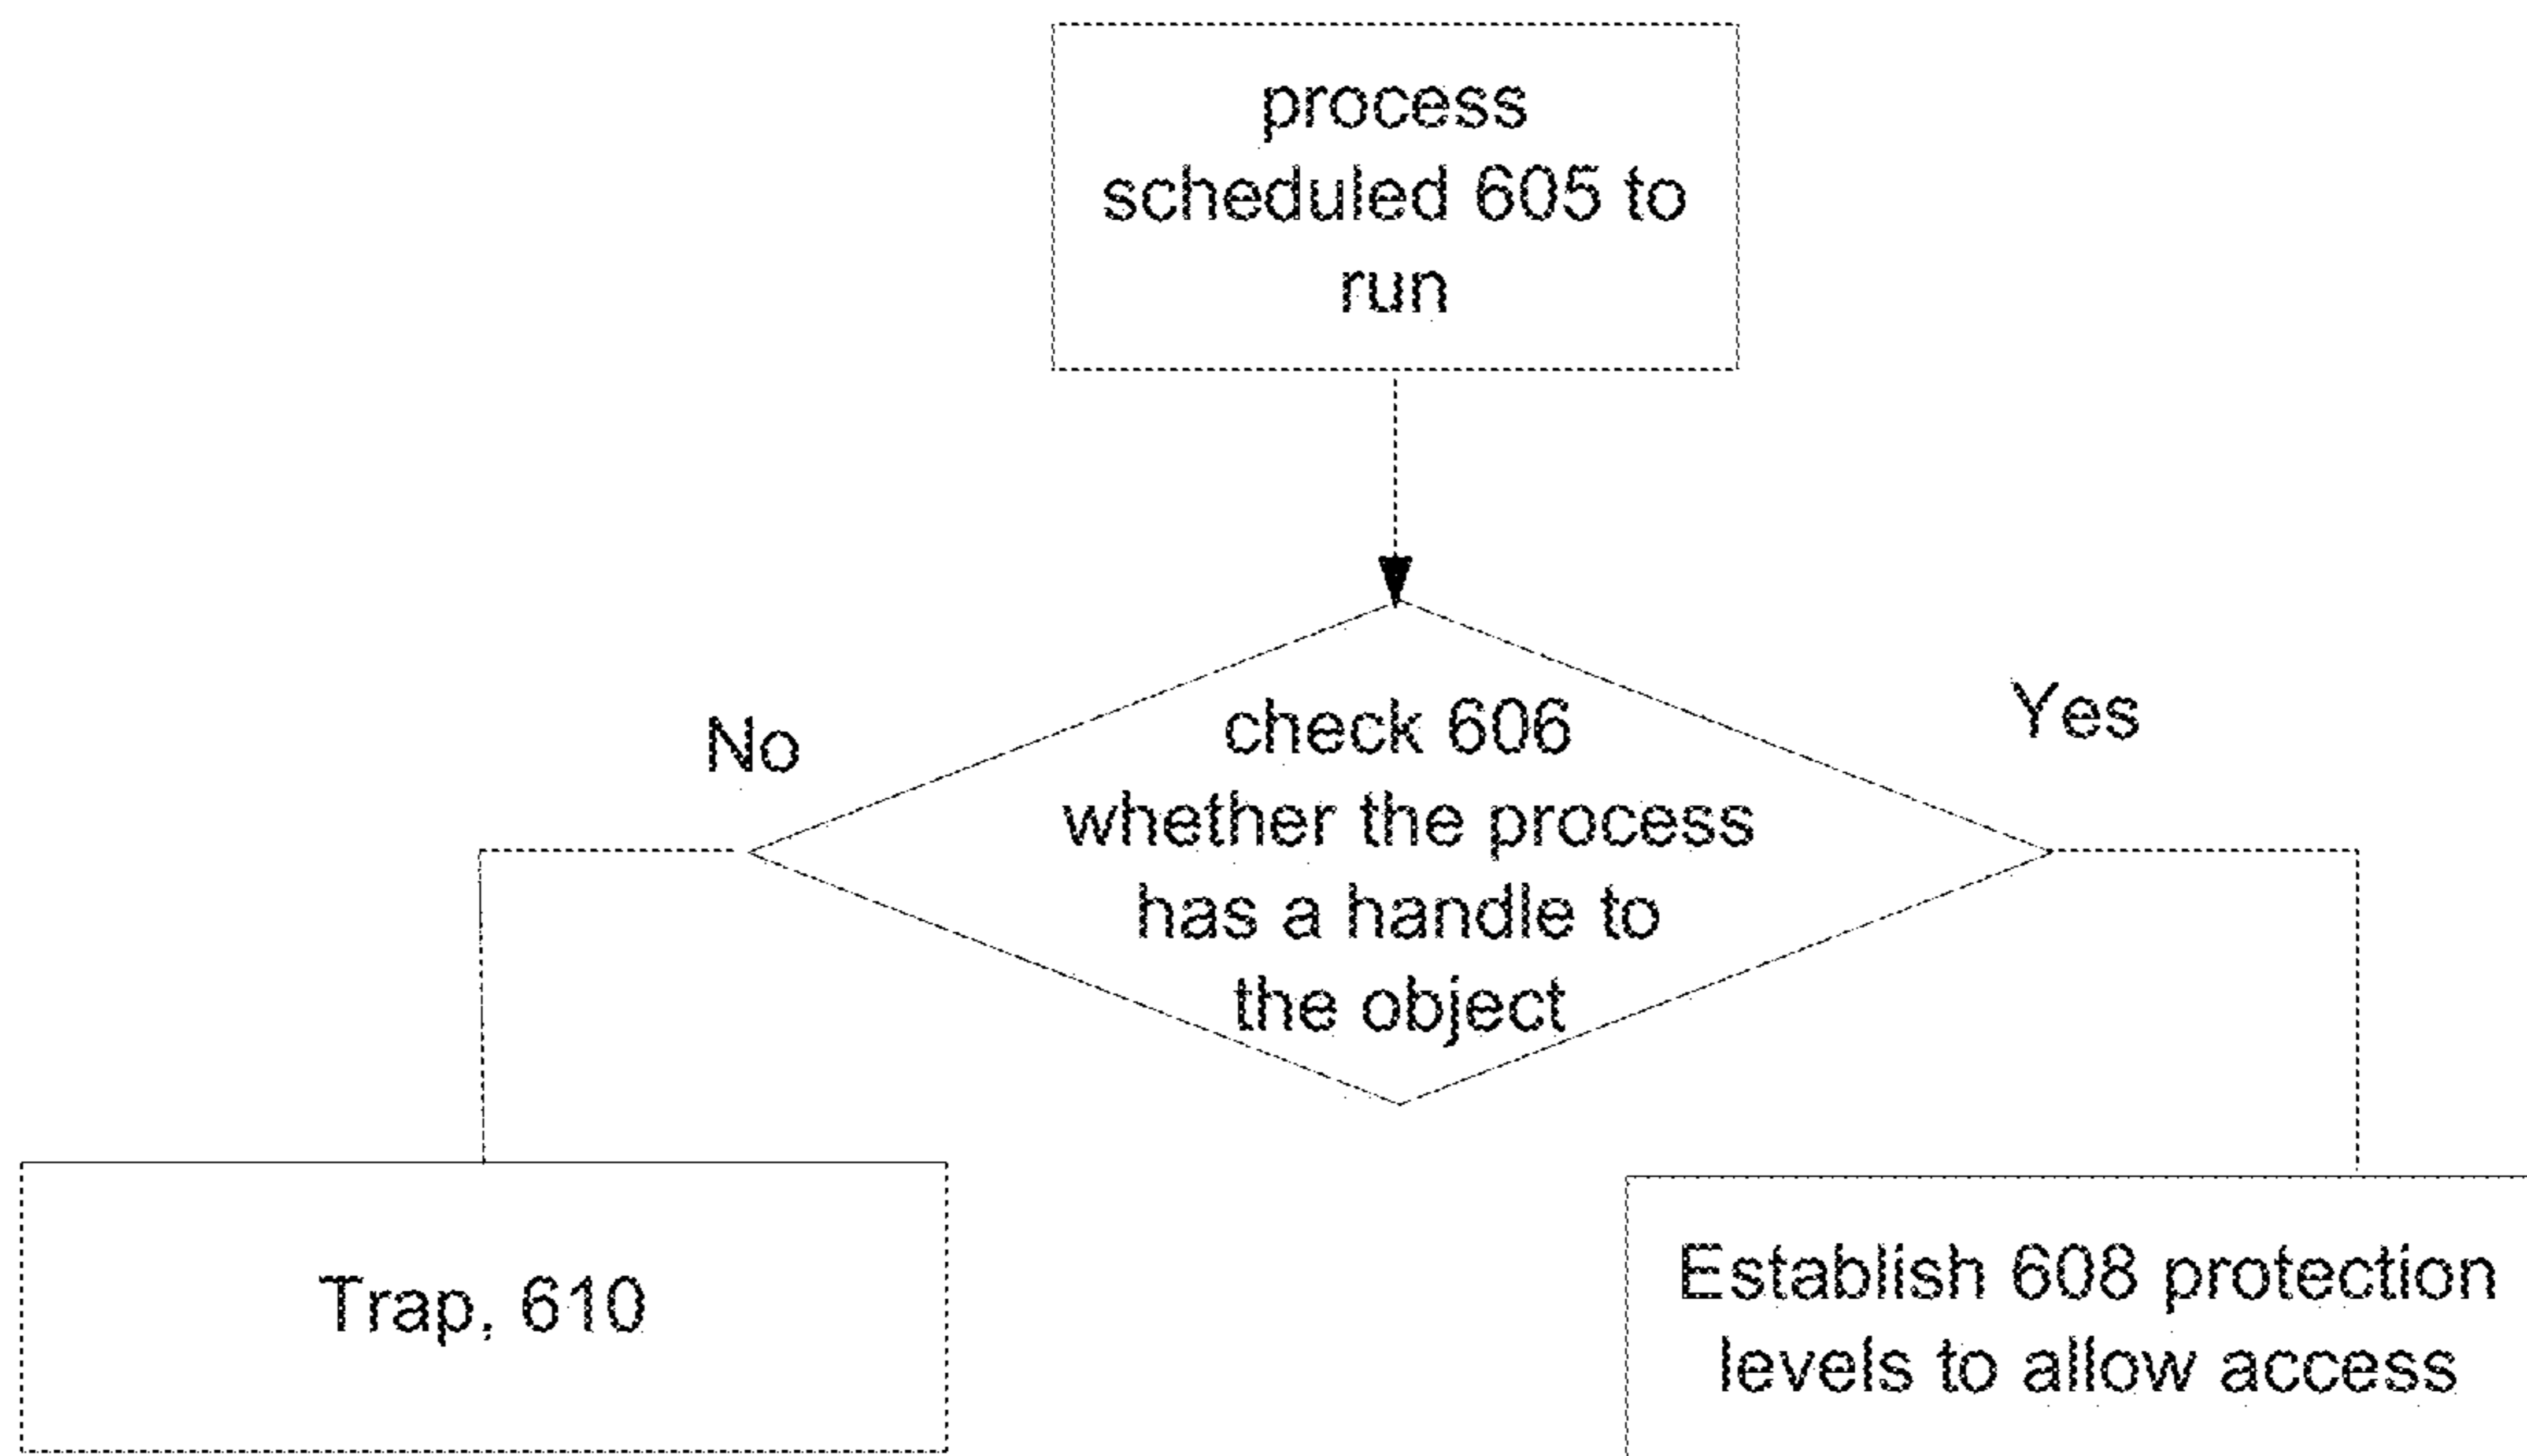 process
scheduled 605 to
run
No
Yes
check 606
whether the process
has a handle to
the object
Trap, 610
Establish 608 protection
levels to allow access